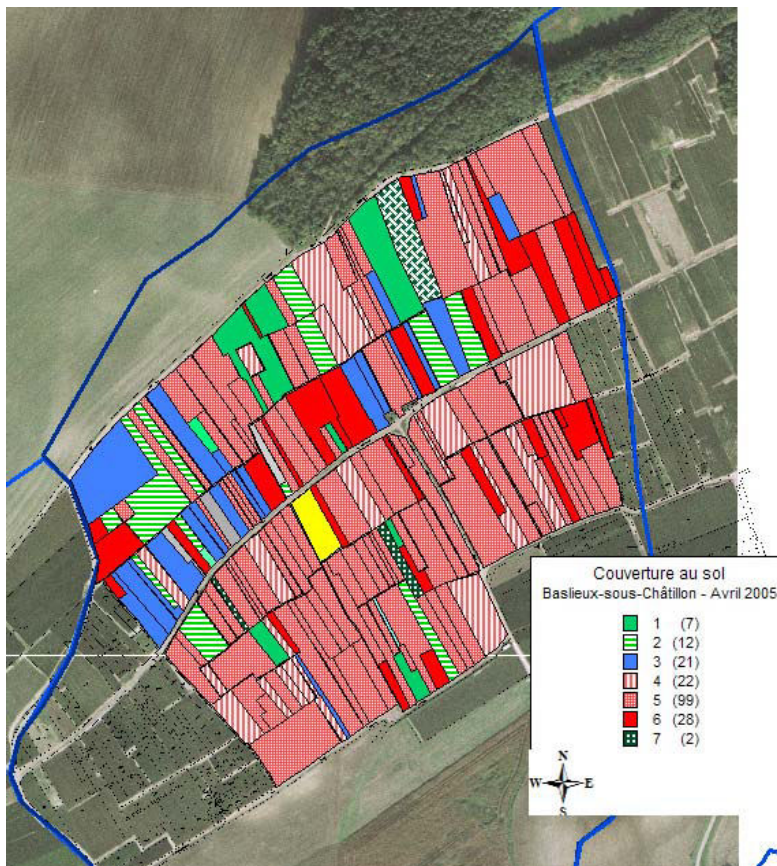 Couverture au sol
Baslieux-sous-Châtillon - Avril 2005
1 (7)
2 (12)
3 (21)
4 (22)
5 (99)
6 (28)
7 (2)
N
W E
S